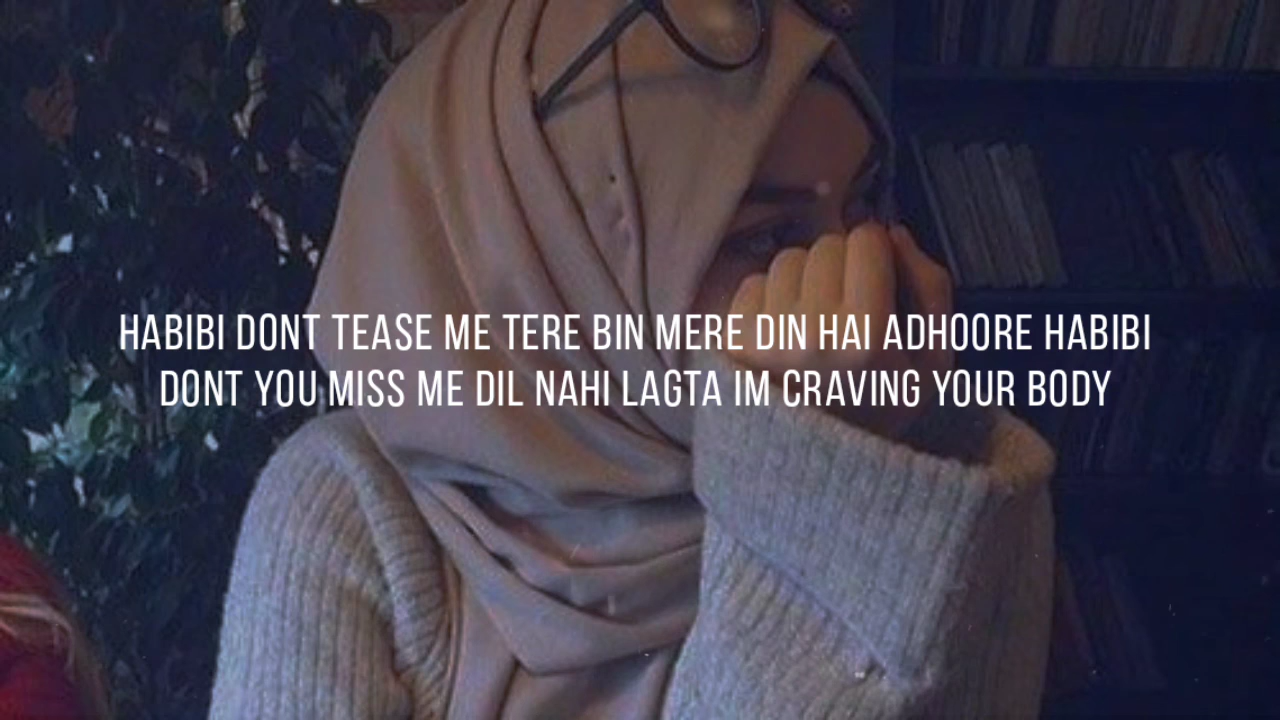 HABIBI DONT TEASE ME TERE BIN MERE DIN HAI ADHOORE HABIBI
DONT YOU MISS ME DIL NAHI LAGTA IM CRAVING YOUR BODY